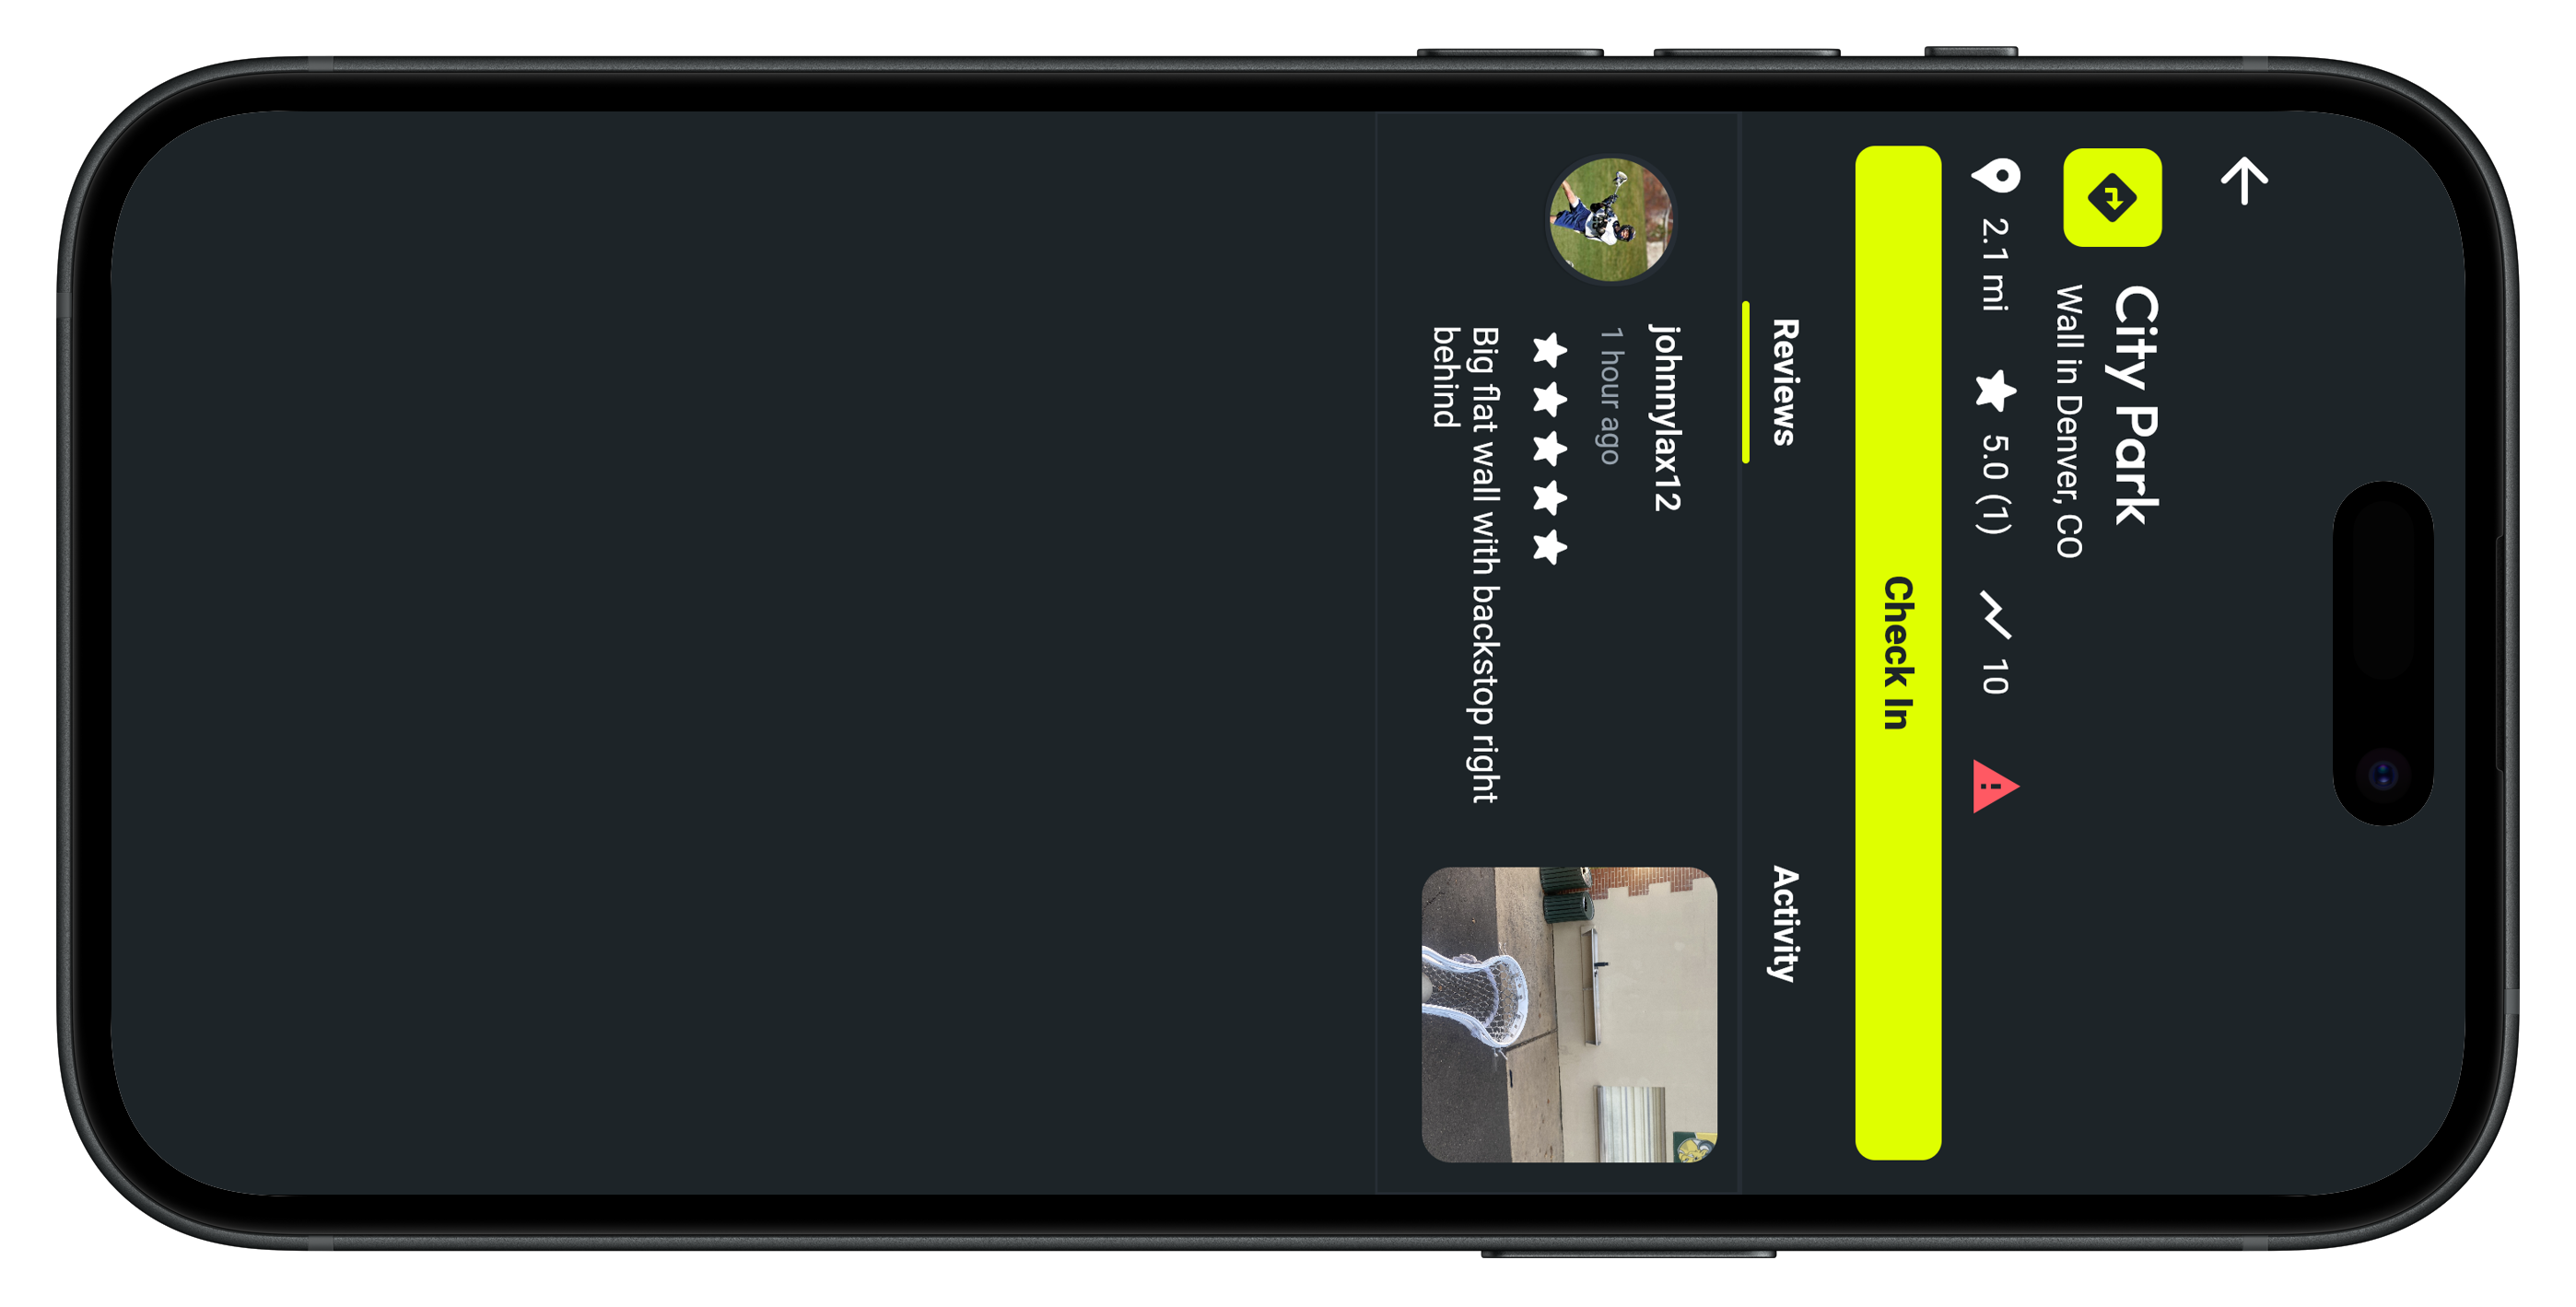 City Park
Wall in Denver, CO
2.1 mi 5.0 (1) 10
Check In
Reviews Activity
johnnylax12
1 hour ago
Big flat wall with backstop right
behind